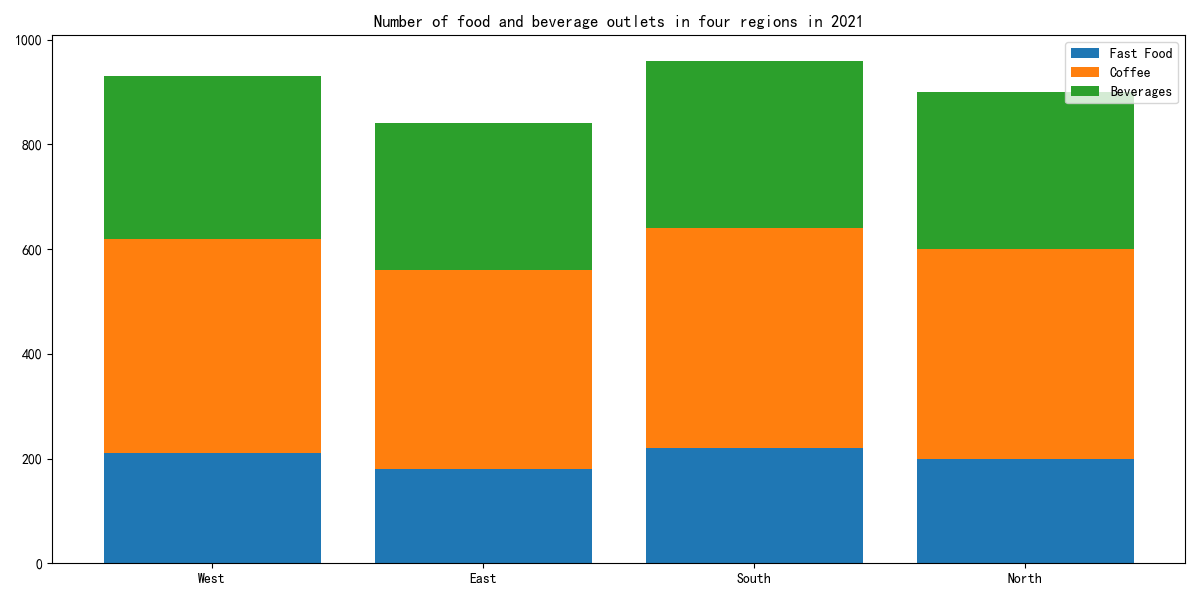 Number of food and beverage outlets in four regions in 2021
1000
800
600
400
200
0
Fast Food
Coffee
Beverages
West East South North